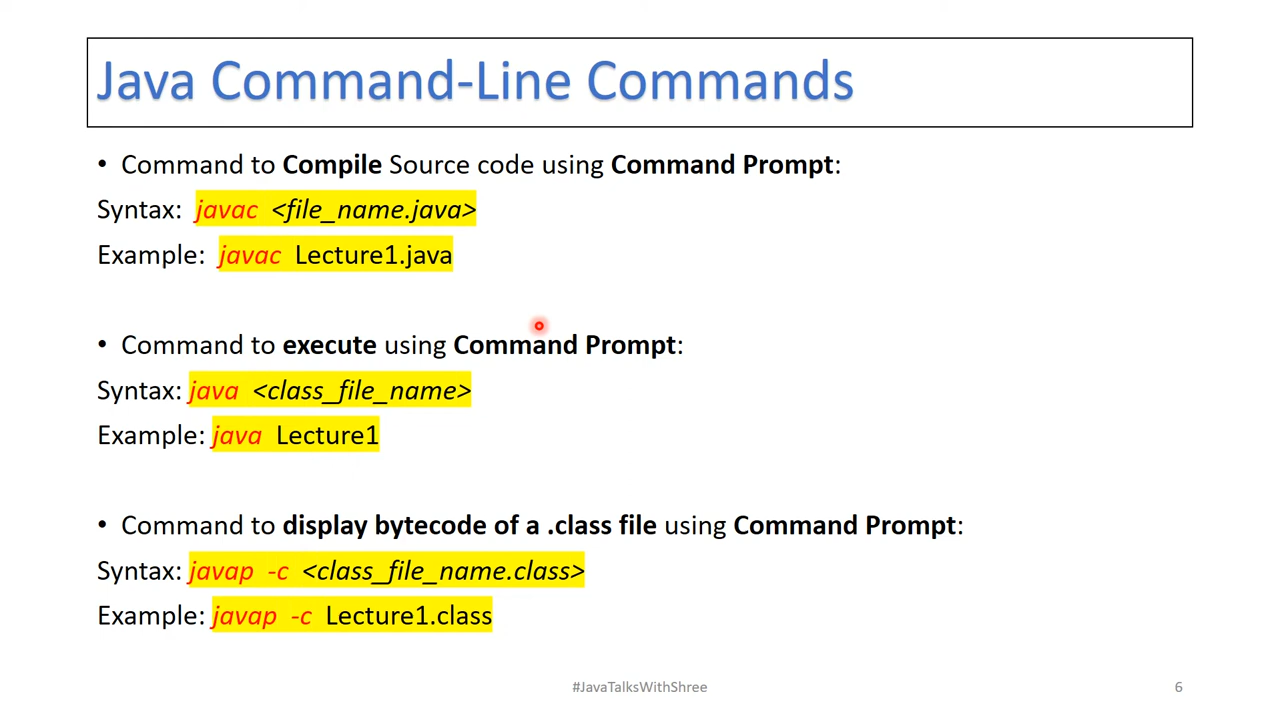 Java Command-Line Commands
• Command to Compile Source code using Command Prompt:
Syntax: javac <file_name.java>
Example: javac Lecture1.java
• Command to execute using Command Prompt:
Syntax: java <class_file_name>
Example: java Lecture1
• Command to display bytecode of a .class file using Command Prompt:
Syntax: javap -c <class_file_name.class>
Example: javap -c Lecture1.class
#JavaTalksWithShree
6